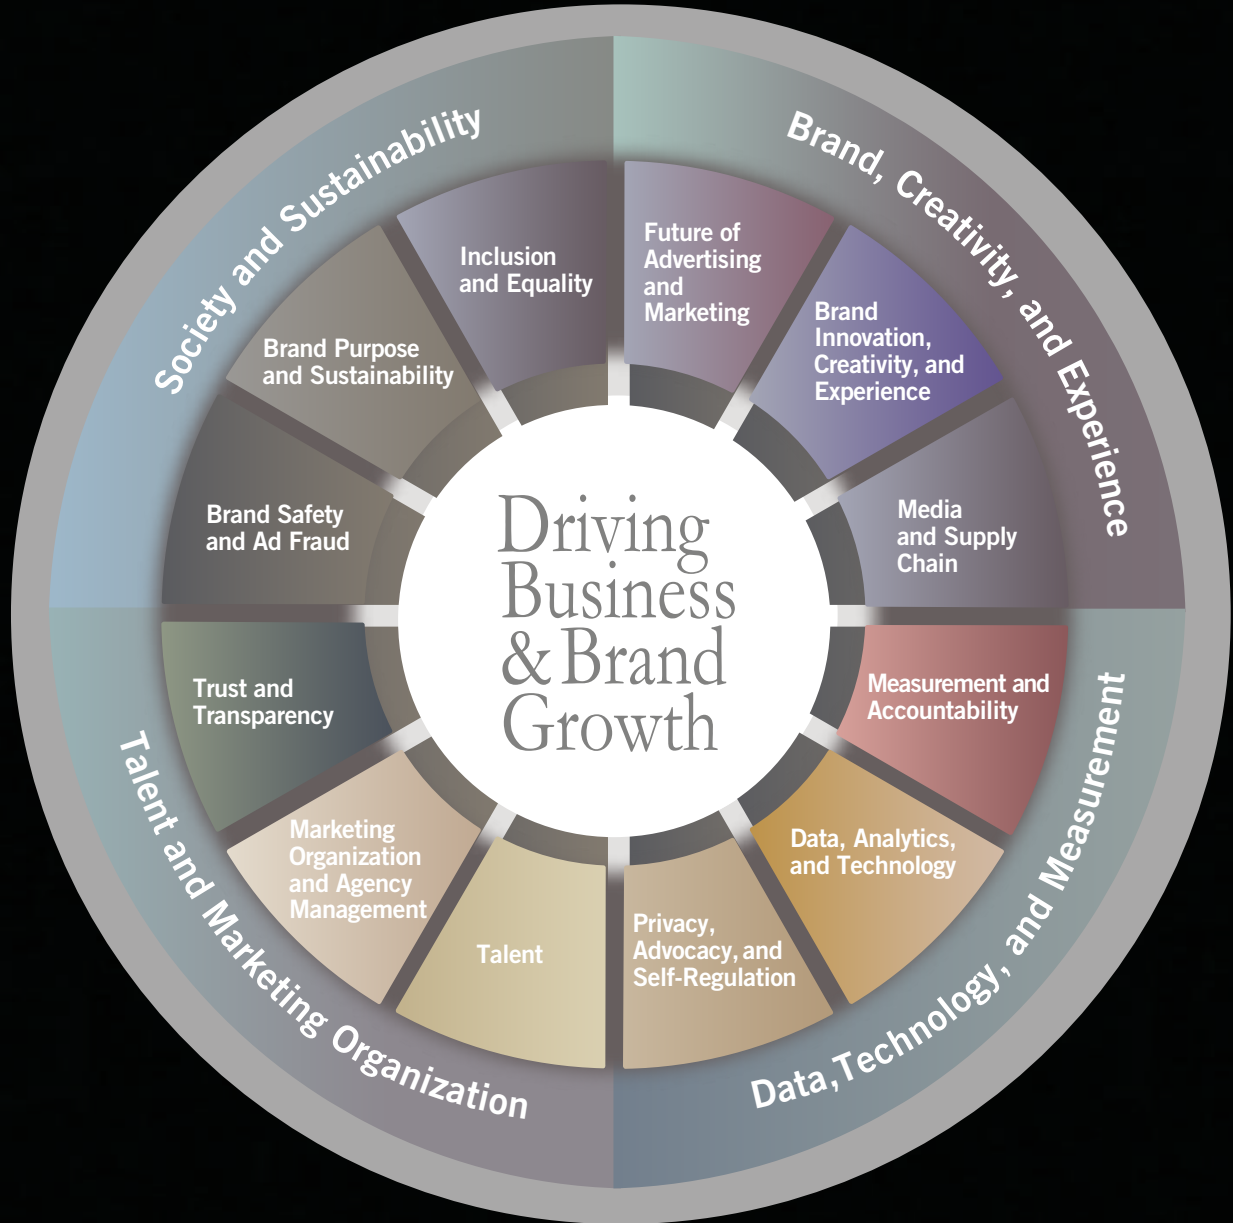 Society and Sustainability
Brand, Creativity, and Experience
Inclusion
and Equality
Future of
Advertising
and
Marketing
Brand Purpose
and Sustainability
Brand
Innovation,
Creativity, and
Experience
Brand Safety
and Ad Fraud
Media
and Supply
Chain
Driving
Business
& Brand
Growth
Trust and
Transparency
Measurement and
Accountability
Marketing
Organization
and Agency
Management
Data, Analytics,
and Technology
Talent
Privacy,
Advocacy, and
Self-Regulation
Talent and Marketing Organization
Data, Technology, and Measurement